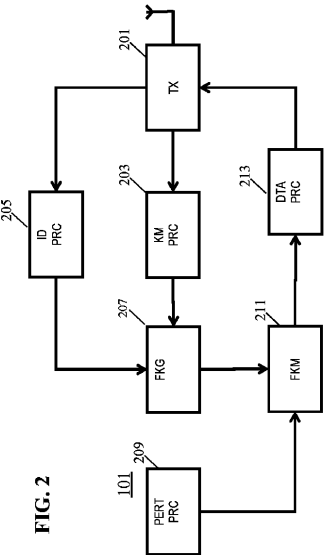 FIG. 2
101
201
TX
203
KM
PRC
205
ID
PRC
207
FKG
209
PERT
PRC
211
FKM
213
DTA
PRC